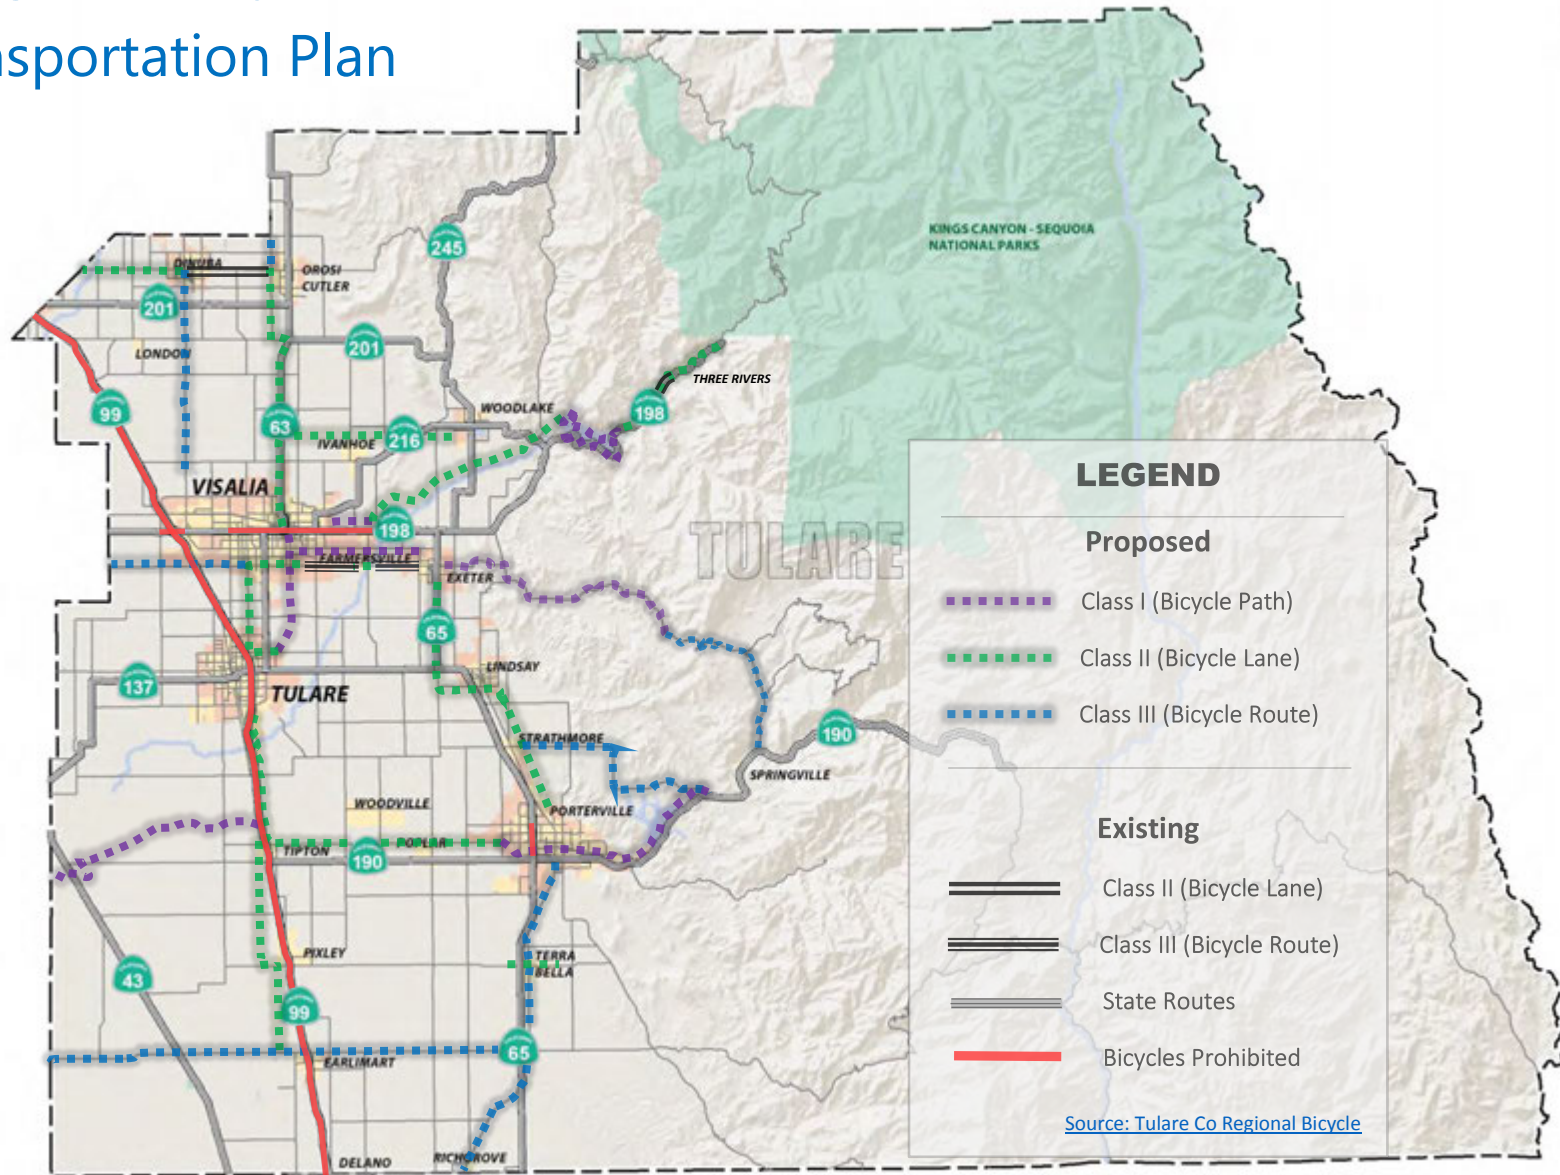 nsportation Plan
KINGS CANYON - SEQUOIA
NATIONAL PARKS
245
DINUBA
OROSI
CUTLER
201
201
LONDON
THREE RIVERS
99
198
WOODLAKE
63
216
IVANHOE
VISALIA
198
TULARE
FARMERSVILLE
EXETER
65
LINDSAY
137
TULARE
190
STRATHMORE
SPRINGVILLE
WOODVILLE
PORTERVILLE
TIPTON
POPLAR
190
PIXLEY
TERRA
BELLA
43
99
65
EARLIMART
DELANO
RICHGROVE
LEGEND
Proposed
Class I (Bicycle Path)
Class II (Bicycle Lane)
Class III (Bicycle Route)
Existing
Class II (Bicycle Lane)
Class III (Bicycle Route)
State Routes
Bicycles Prohibited
Source: Tulare Co Regional Bicycle